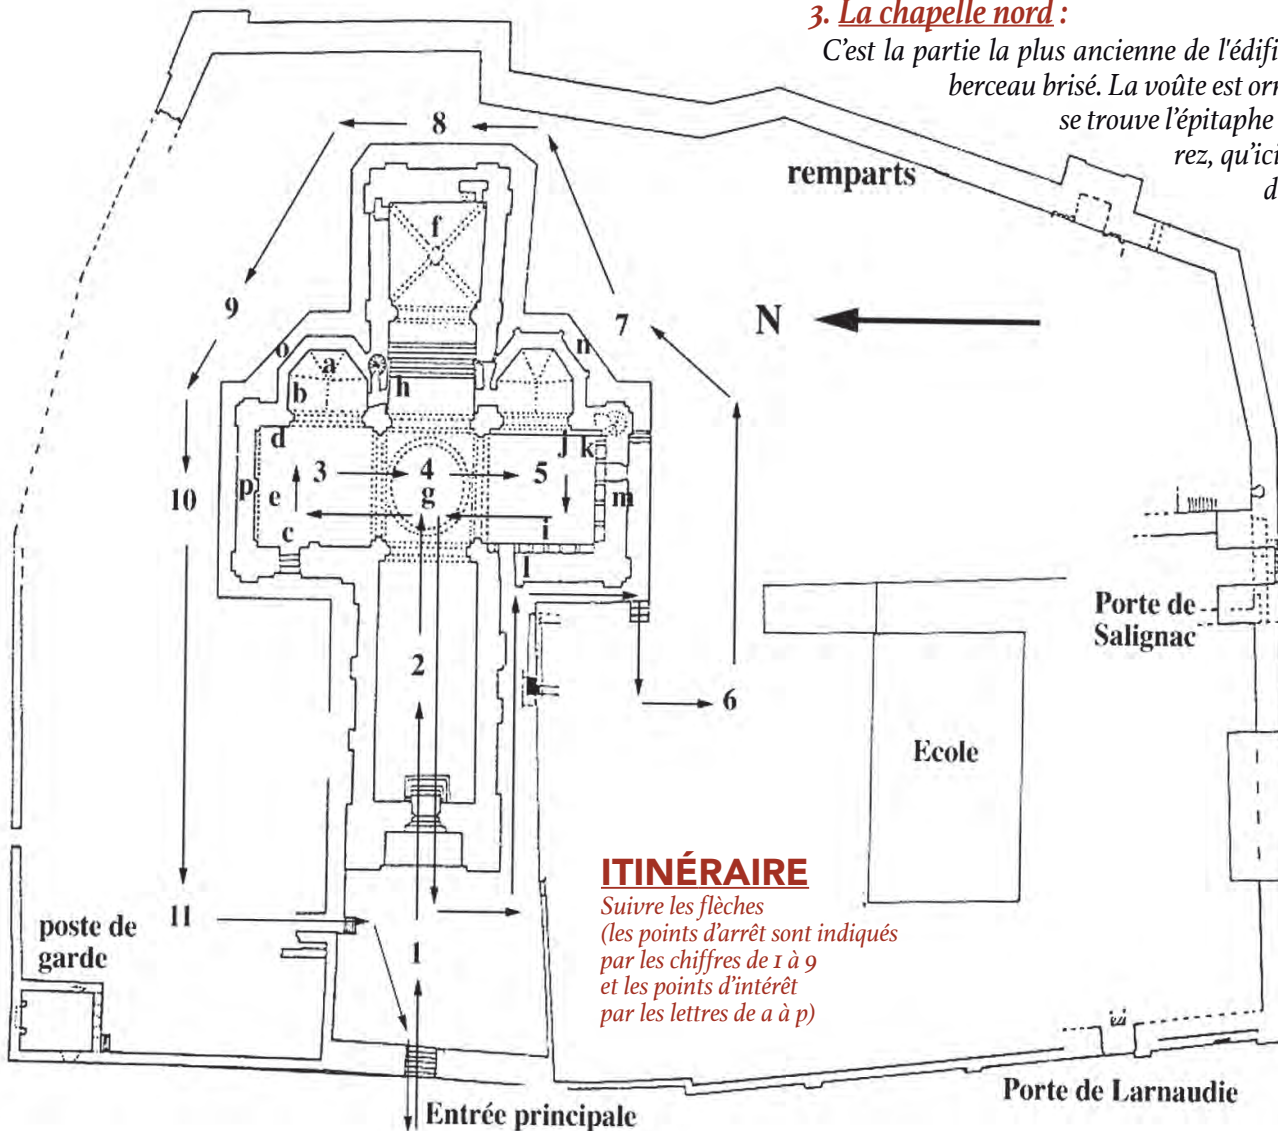 3. La chapelle nord :
C'est la partie la plus ancienne de l'édifi
berceau brisé. La voûte est orn
se trouve l'épitaphe
rez, qu'ici
d
8
remparts
f
9
7
N
o
a
n
b
h
d
j
k
3
4
5
10
p
e
g
m
c
i
l
Porte de
Salignac
2
6
Ecole
ITINÉRAIRE
Suivre les flèches
(les points d'arrêt sont indiqués
par les chiffres de 1 à 9
et les points d'intérêt
par les lettres de a à p)
11
poste de
garde
1
Porte de Larnaudie
Entrée principale